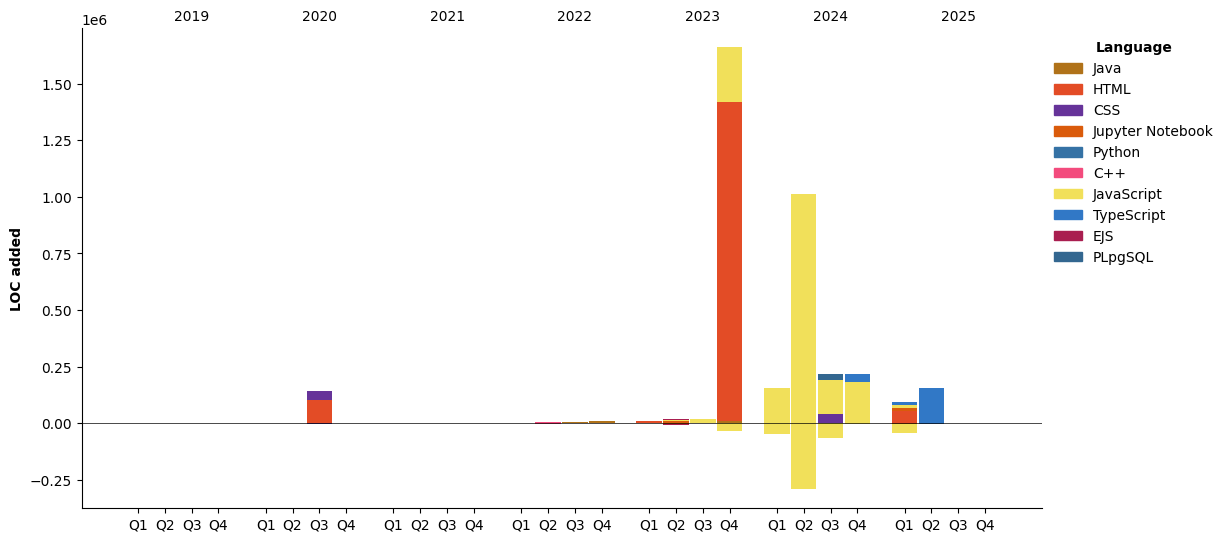 1e6
2019 2020 2021 2022 2023 2024 2025
1.50
1.25
1.00
0.75
0.50
0.25
0.00
−0.25
LOC added
Q1 Q2 Q3 Q4 Q1 Q2 Q3 Q4 Q1 Q2 Q3 Q4 Q1 Q2 Q3 Q4 Q1 Q2 Q3 Q4 Q1 Q2 Q3 Q4 Q1 Q2 Q3 Q4
Language
Java
HTML
CSS
Jupyter Notebook
Python
C++
JavaScript
TypeScript
EJS
PLpgSQL